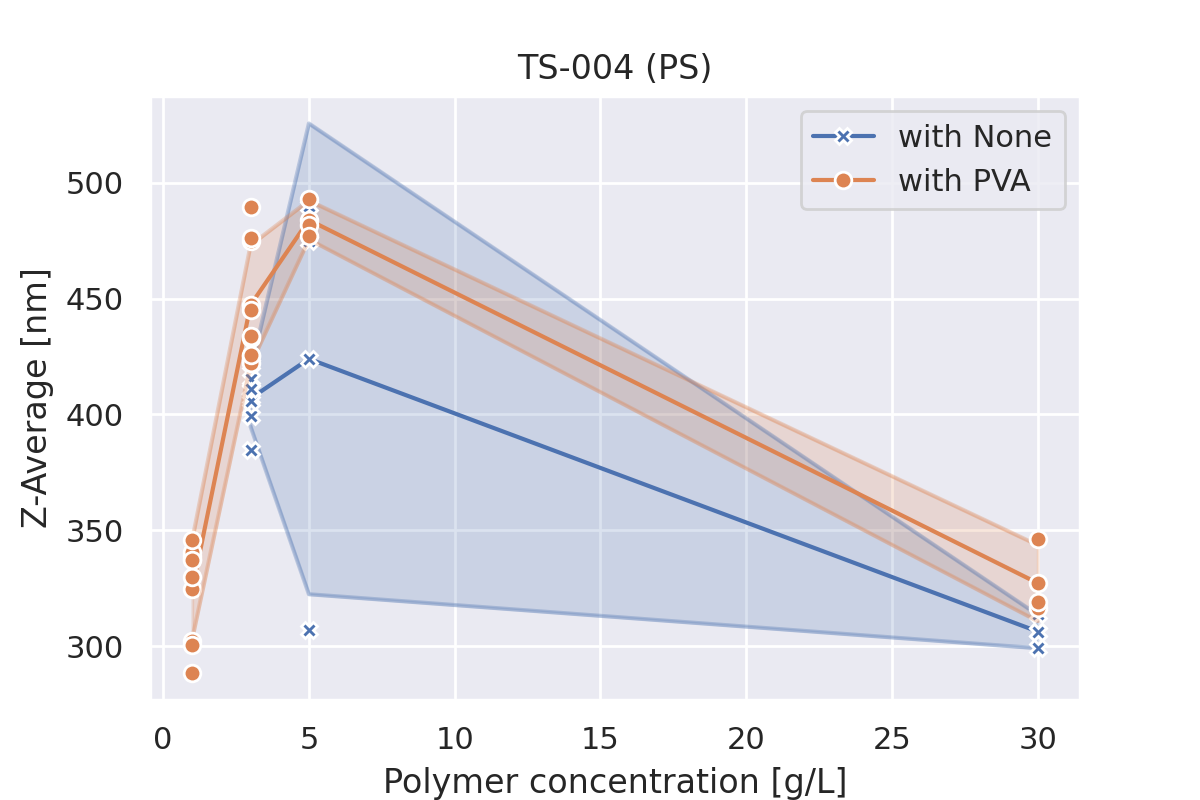 TS-004 (PS)
with None
with PVA
Z-Average [nm]
500
450
400
350
300
0 5 10 15 20 25 30
Polymer concentration [g/L]